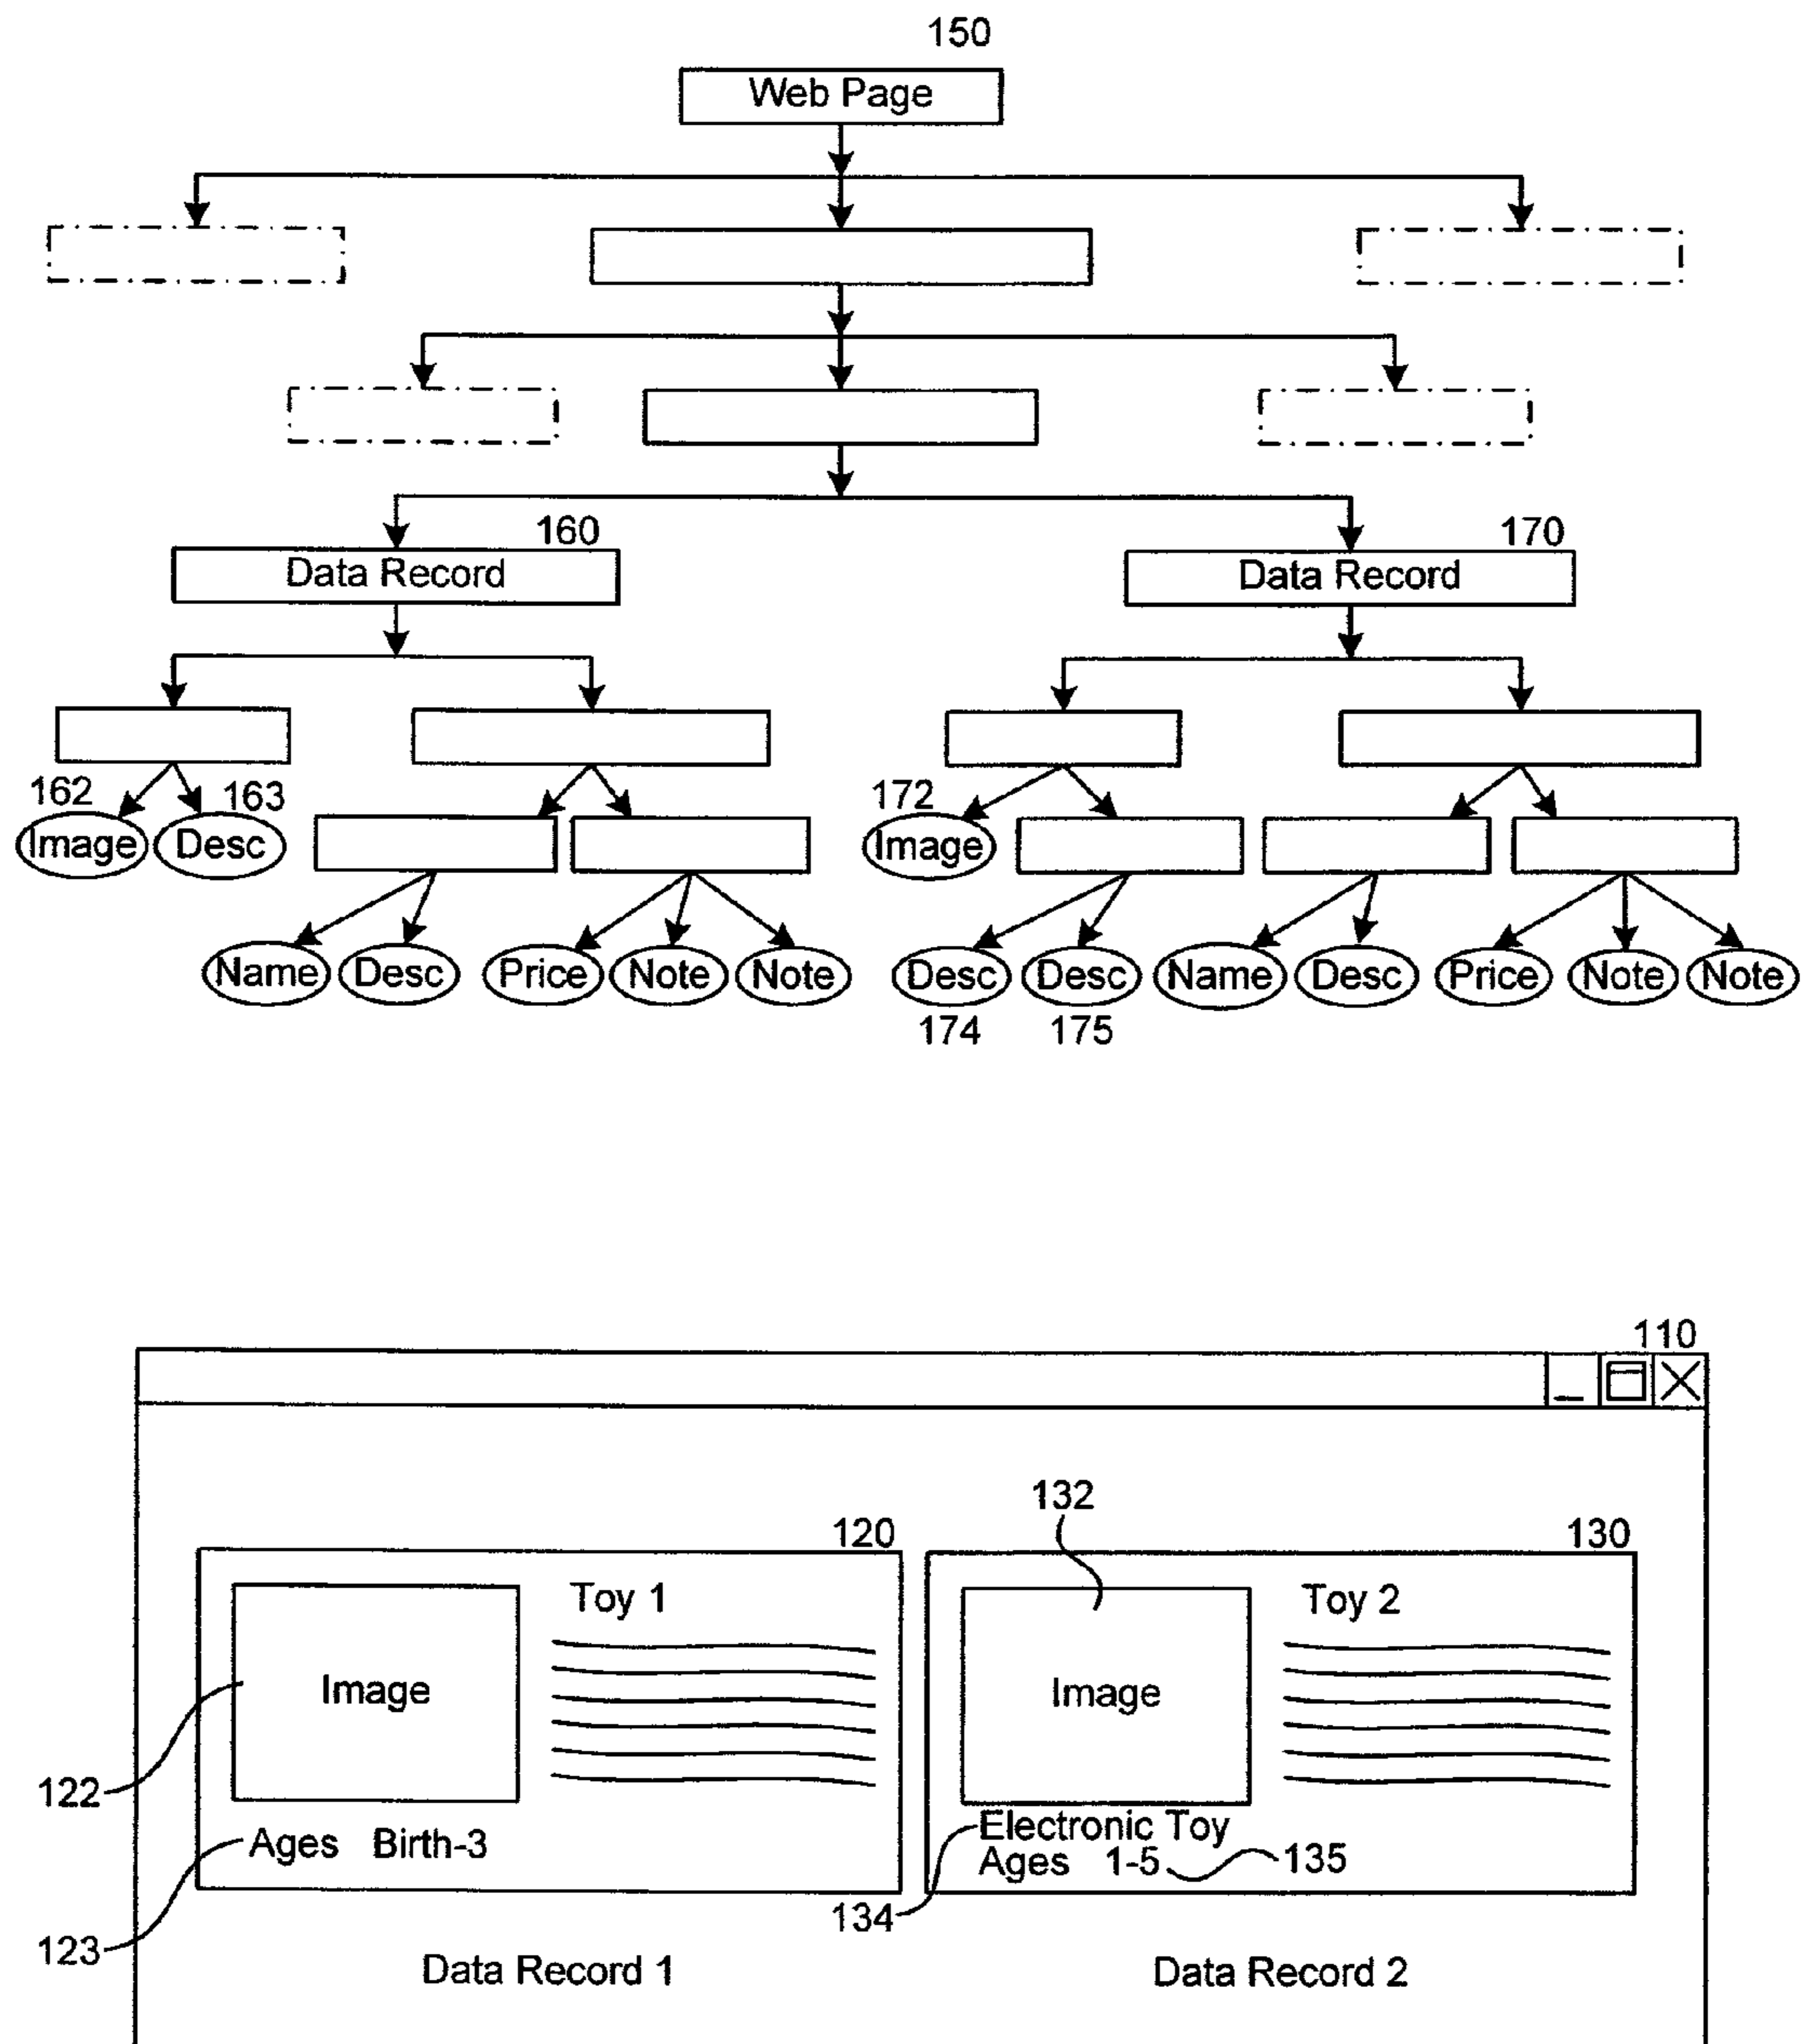 150
Web Page
160
Data Record
170
Data Record
162
163
172
Image
Desc
Image
Name
Desc
Price
Note
Note
Desc
Desc
Name
Desc
Price
Note
Note
174
175
110
132
120
130
Toy 1
Toy 2
Image
Image
122
Ages Birth-3
Electronic Toy
Ages 1-5
135
134
123
Data Record 1
Data Record 2